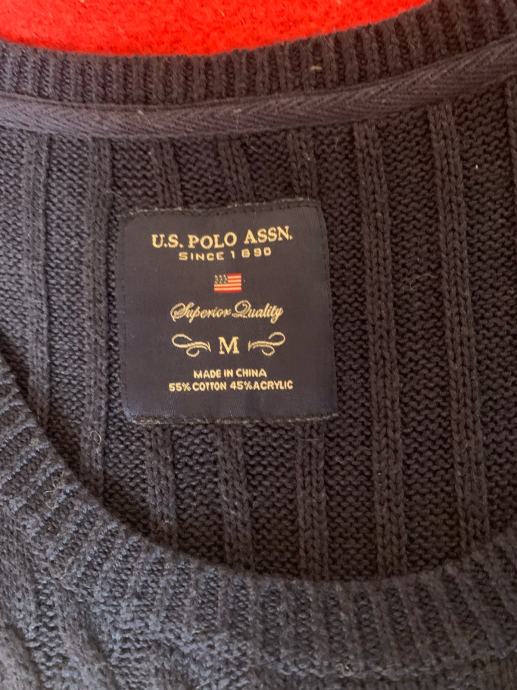 U.S. POLO ASSN.
SINCE 1890
Superior Quality
M
MADE IN CHINA
55% COTTON 45% ACRYLIC